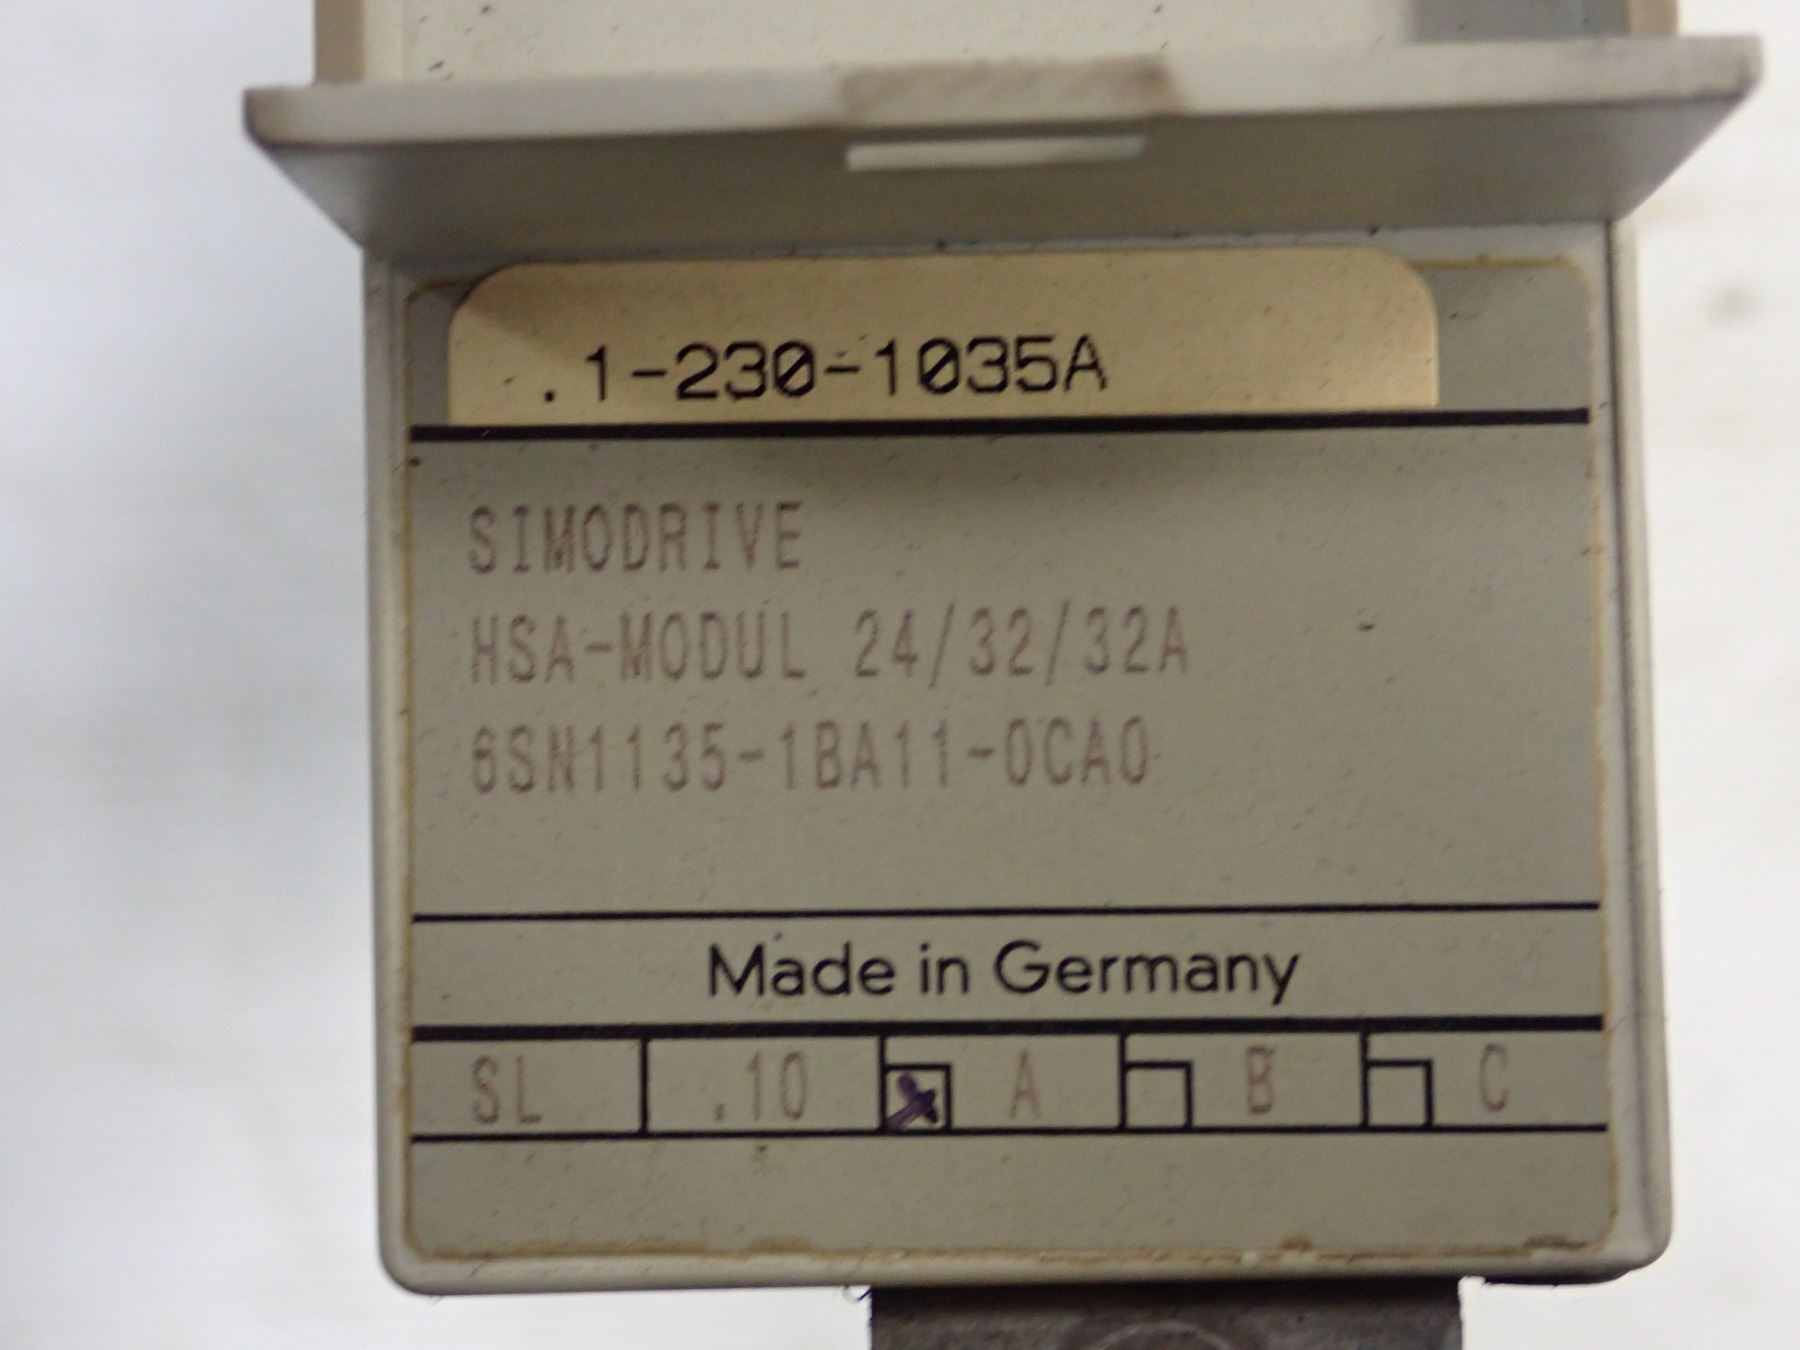 .1-230-1035A
SIMODRIVE
HSA-MODUL 24/32/32A
6SN1135-1BA11-0CA0
Made in Germany
SL .10 A B C